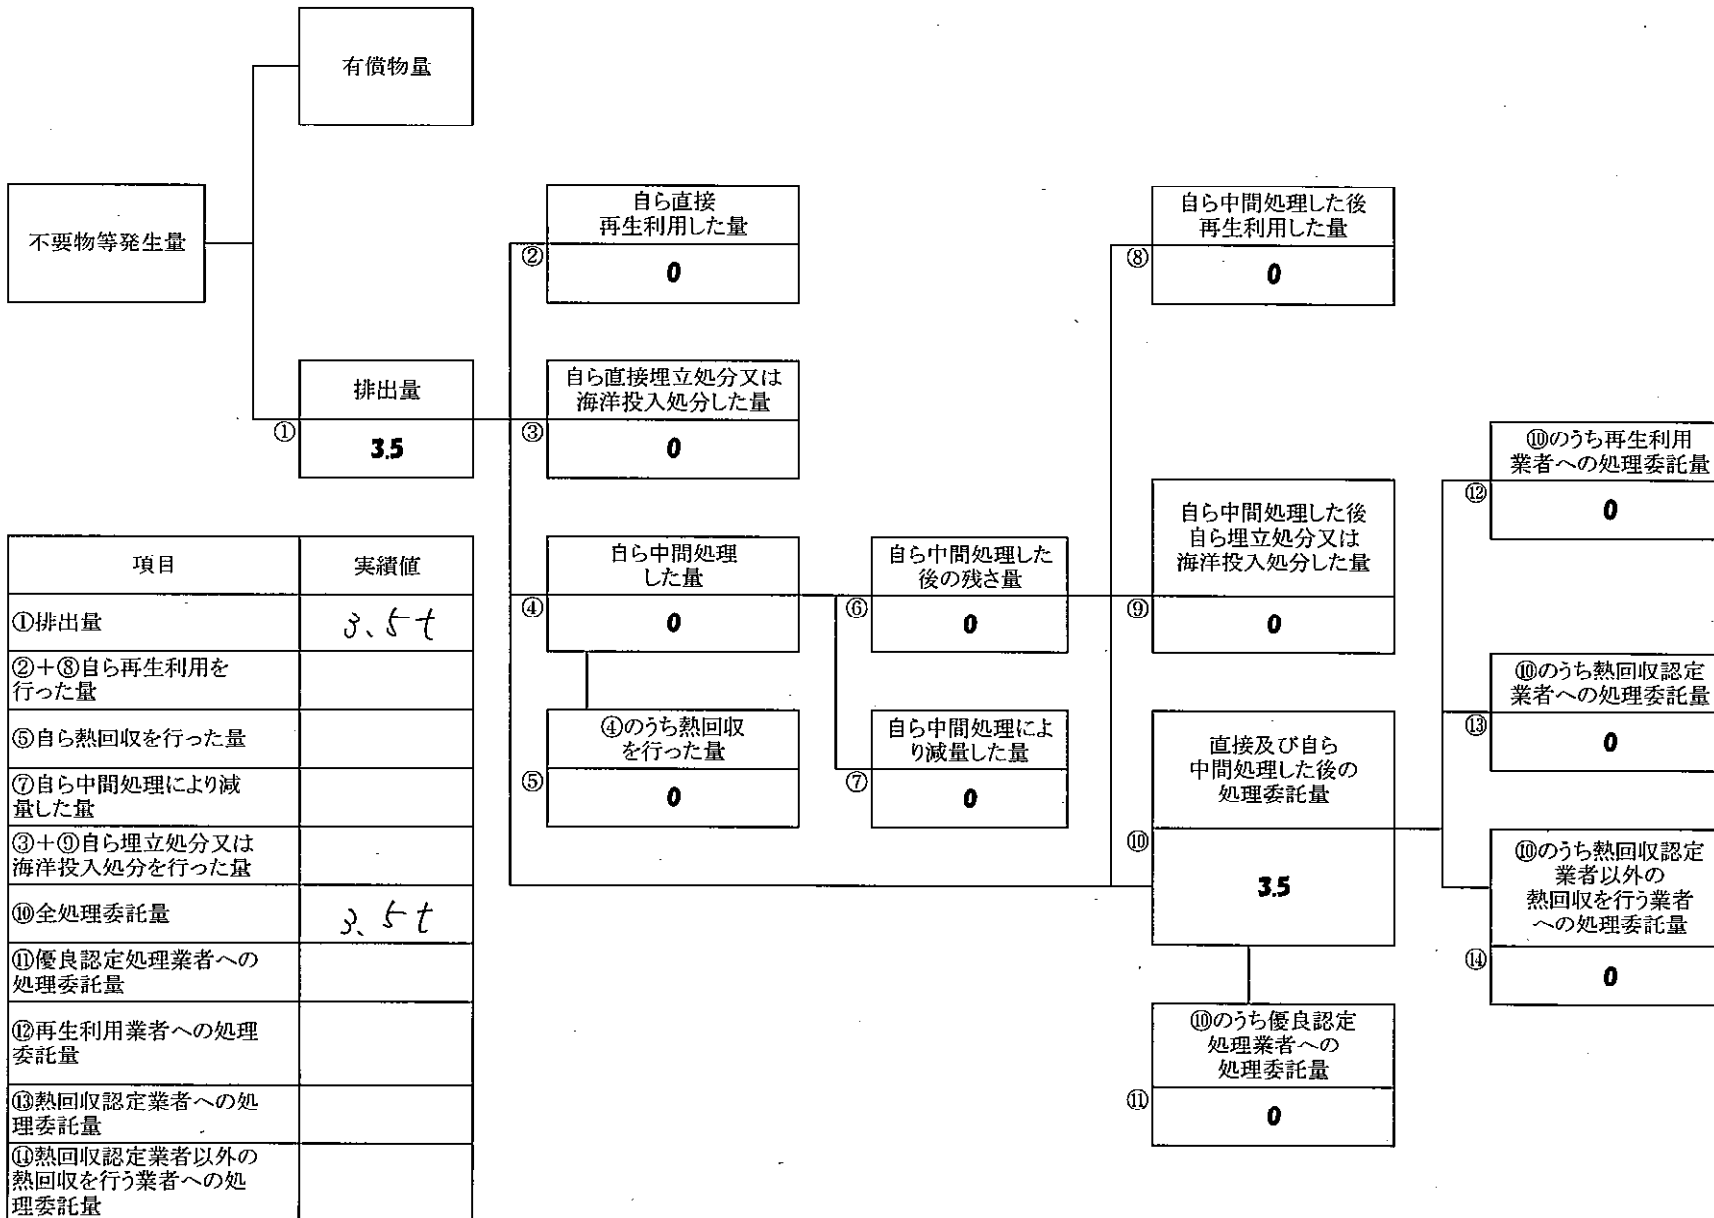 有償物量
不要物等発生量
自ら直接
再生利用した量
②
0
自ら中間処理した後
再生利用した量
⑧
0
排出量
①
3.5
自ら直接埋立処分又は
海洋投入処分した量
③
0
⑩のうち再生利用
業者への処理委託量
⑫
0
自ら中間処理
した量
④
0
自ら中間処理した
後の残さ量
⑥
0
自ら中間処理した後
自ら埋立処分又は
海洋投入処分した量
⑨
0
⑩のうち熱回収認定
業者への処理委託量
⑬
0
④のうち熱回収
を行った量
⑤
0
自ら中間処理によ
り減量した量
⑦
0
直接及び自ら
中間処理した後の
処理委託量
⑩
3.5
⑩のうち熱回収認定
業者以外の
熱回収を行う業者
への処理委託量
⑭
0
⑩のうち優良認定
処理業者への
処理委託量
⑪
0
項目 実績値
①排出量 3.5t
②+⑧自ら再生利用を
行った量
⑤自ら熱回収を行った量
⑦自ら中間処理により減
量した量
③+⑨自ら埋立処分又は
海洋投入処分を行った量
⑩全処理委託量 3.5t
⑪優良認定処理業者への
処理委託量
⑫再生利用業者への処理
委託量
⑬熱回収認定業者への処
理委託量
⑭熱回収認定業者以外の
熱回収を行う業者への処
理委託量